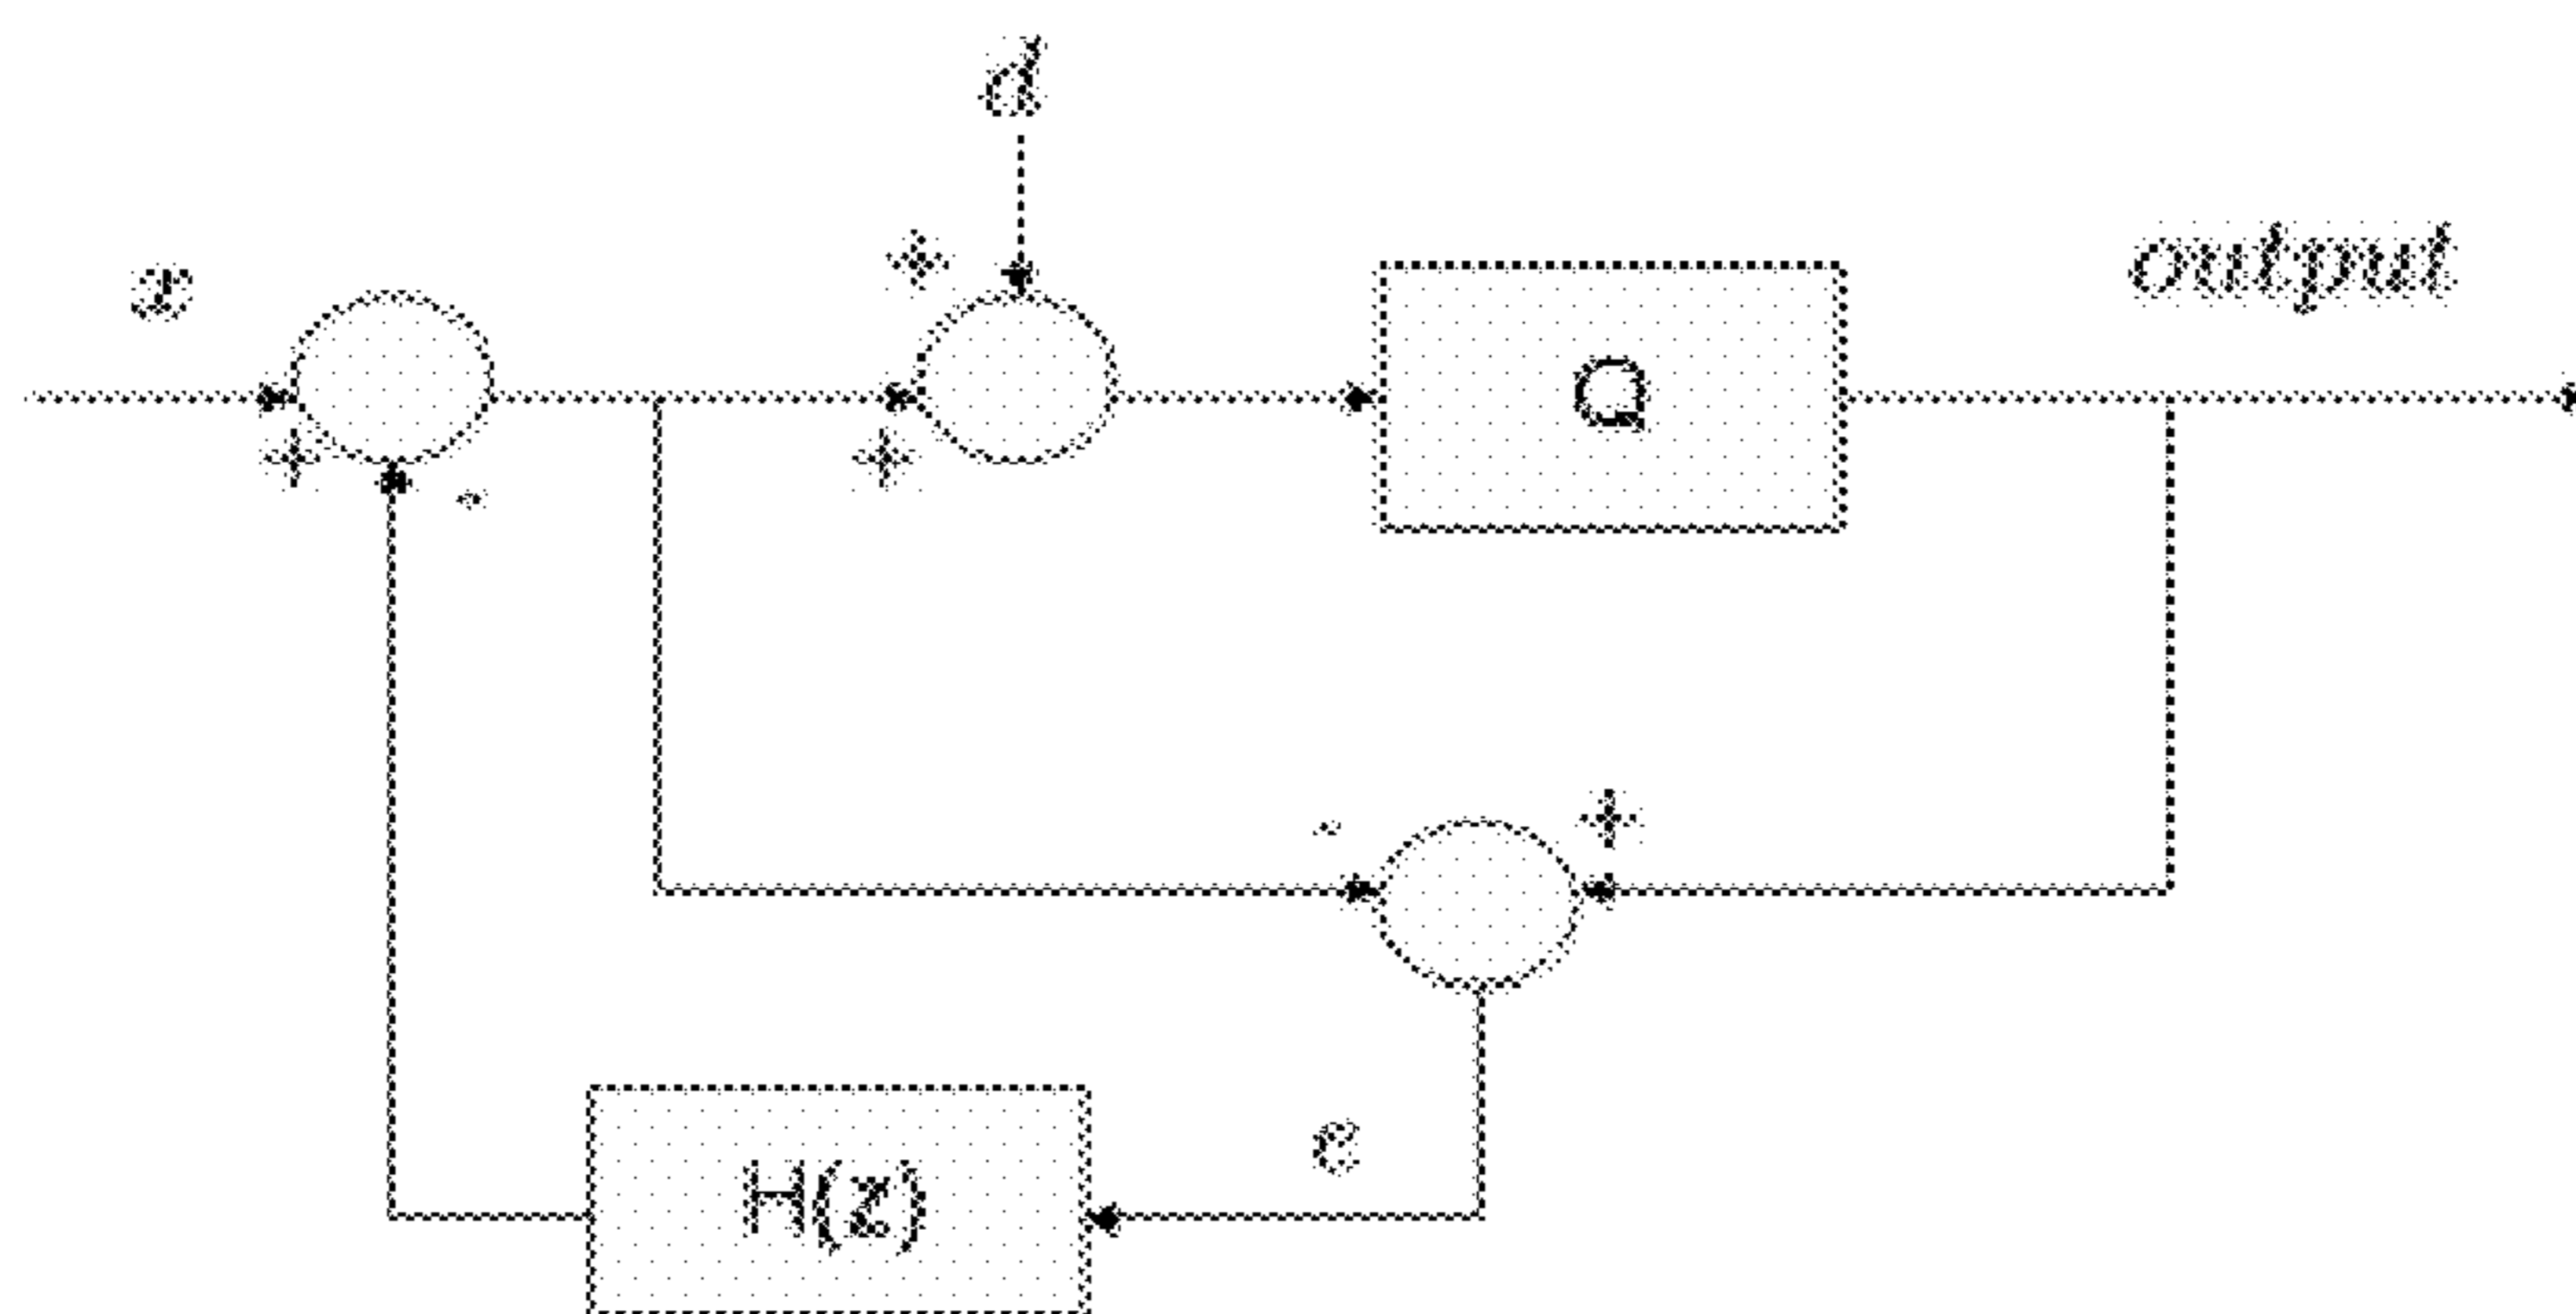 d
x
+
output
Q
+
+
-
-
+
e
H(z)